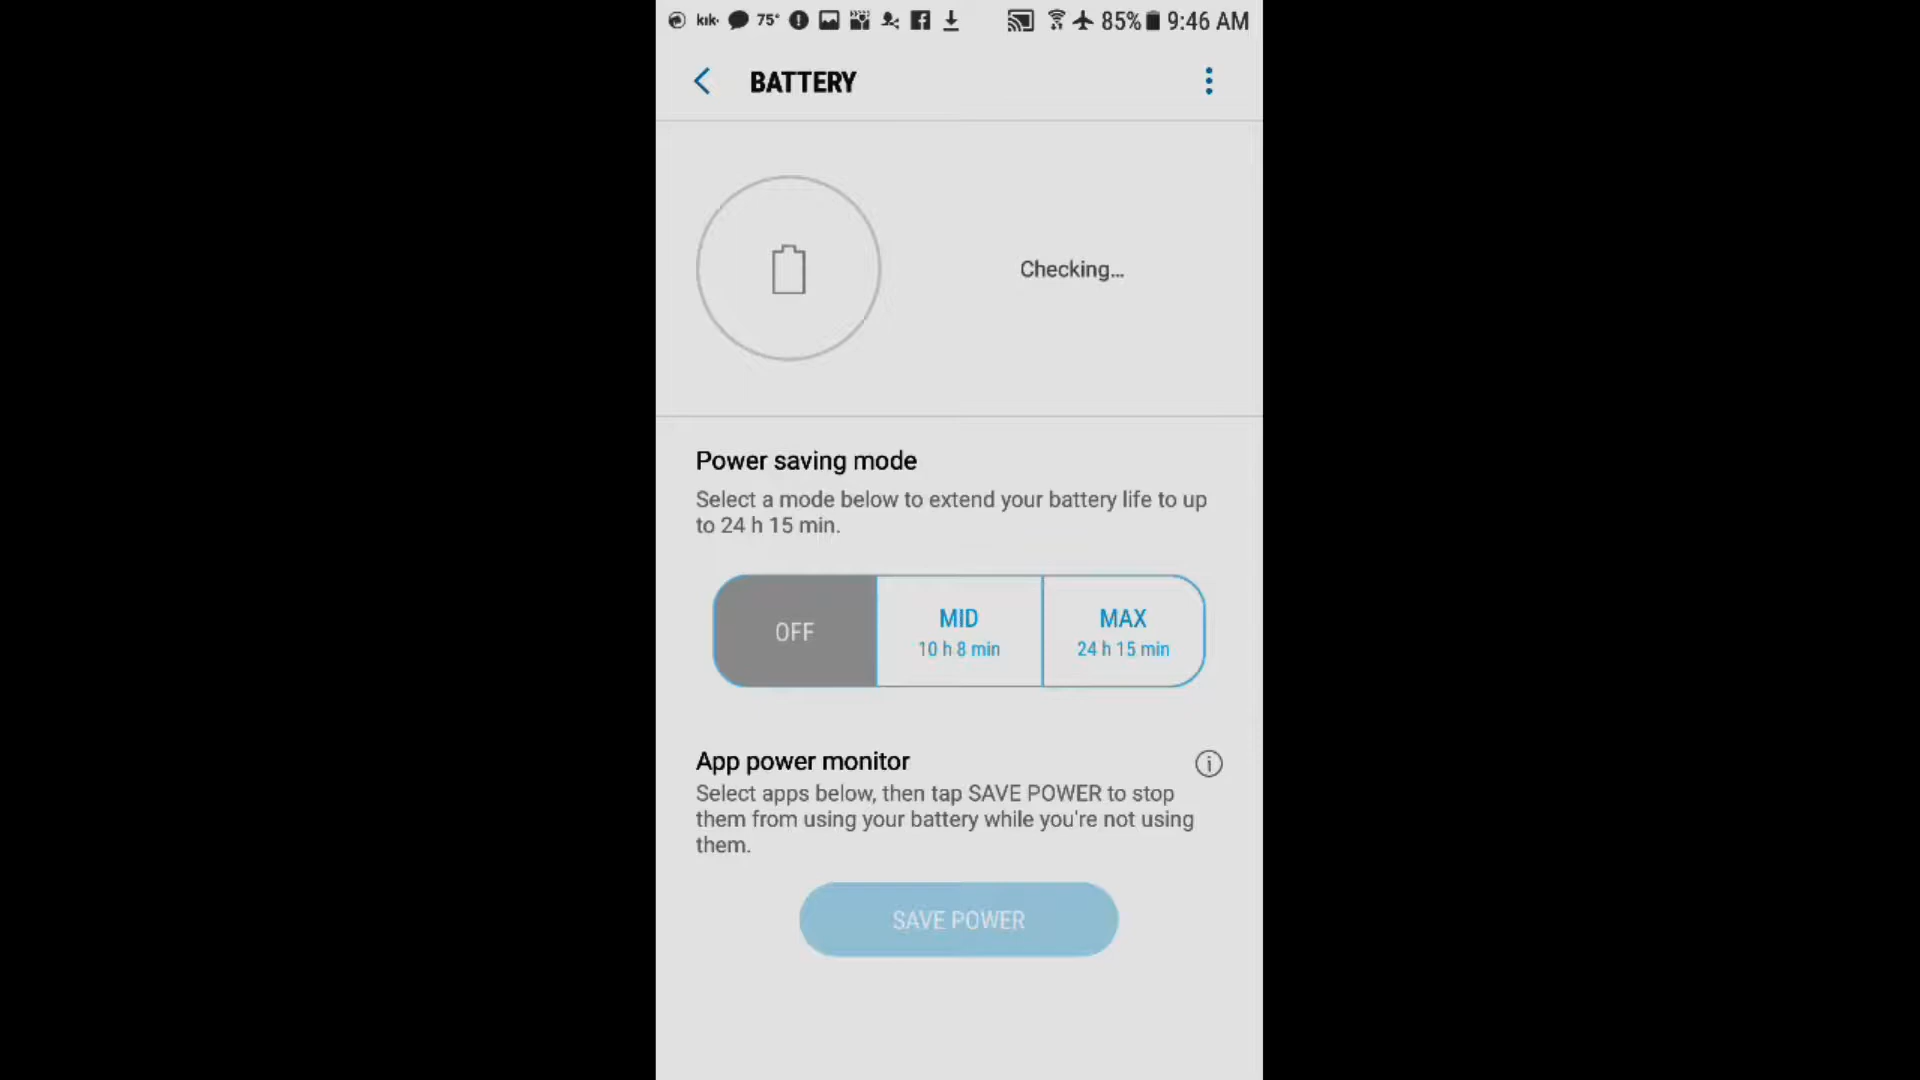 kik 75° 85% 9:46 AM
BATTERY
Checking...
Power saving mode
Select a mode below to extend your battery life to up
to 24 h 15 min.
OFF
MID
10 h 8 min
MAX
24 h 15 min
App power monitor
Select apps below, then tap SAVE POWER to stop
them from using your battery while you're not using
them.
SAVE POWER